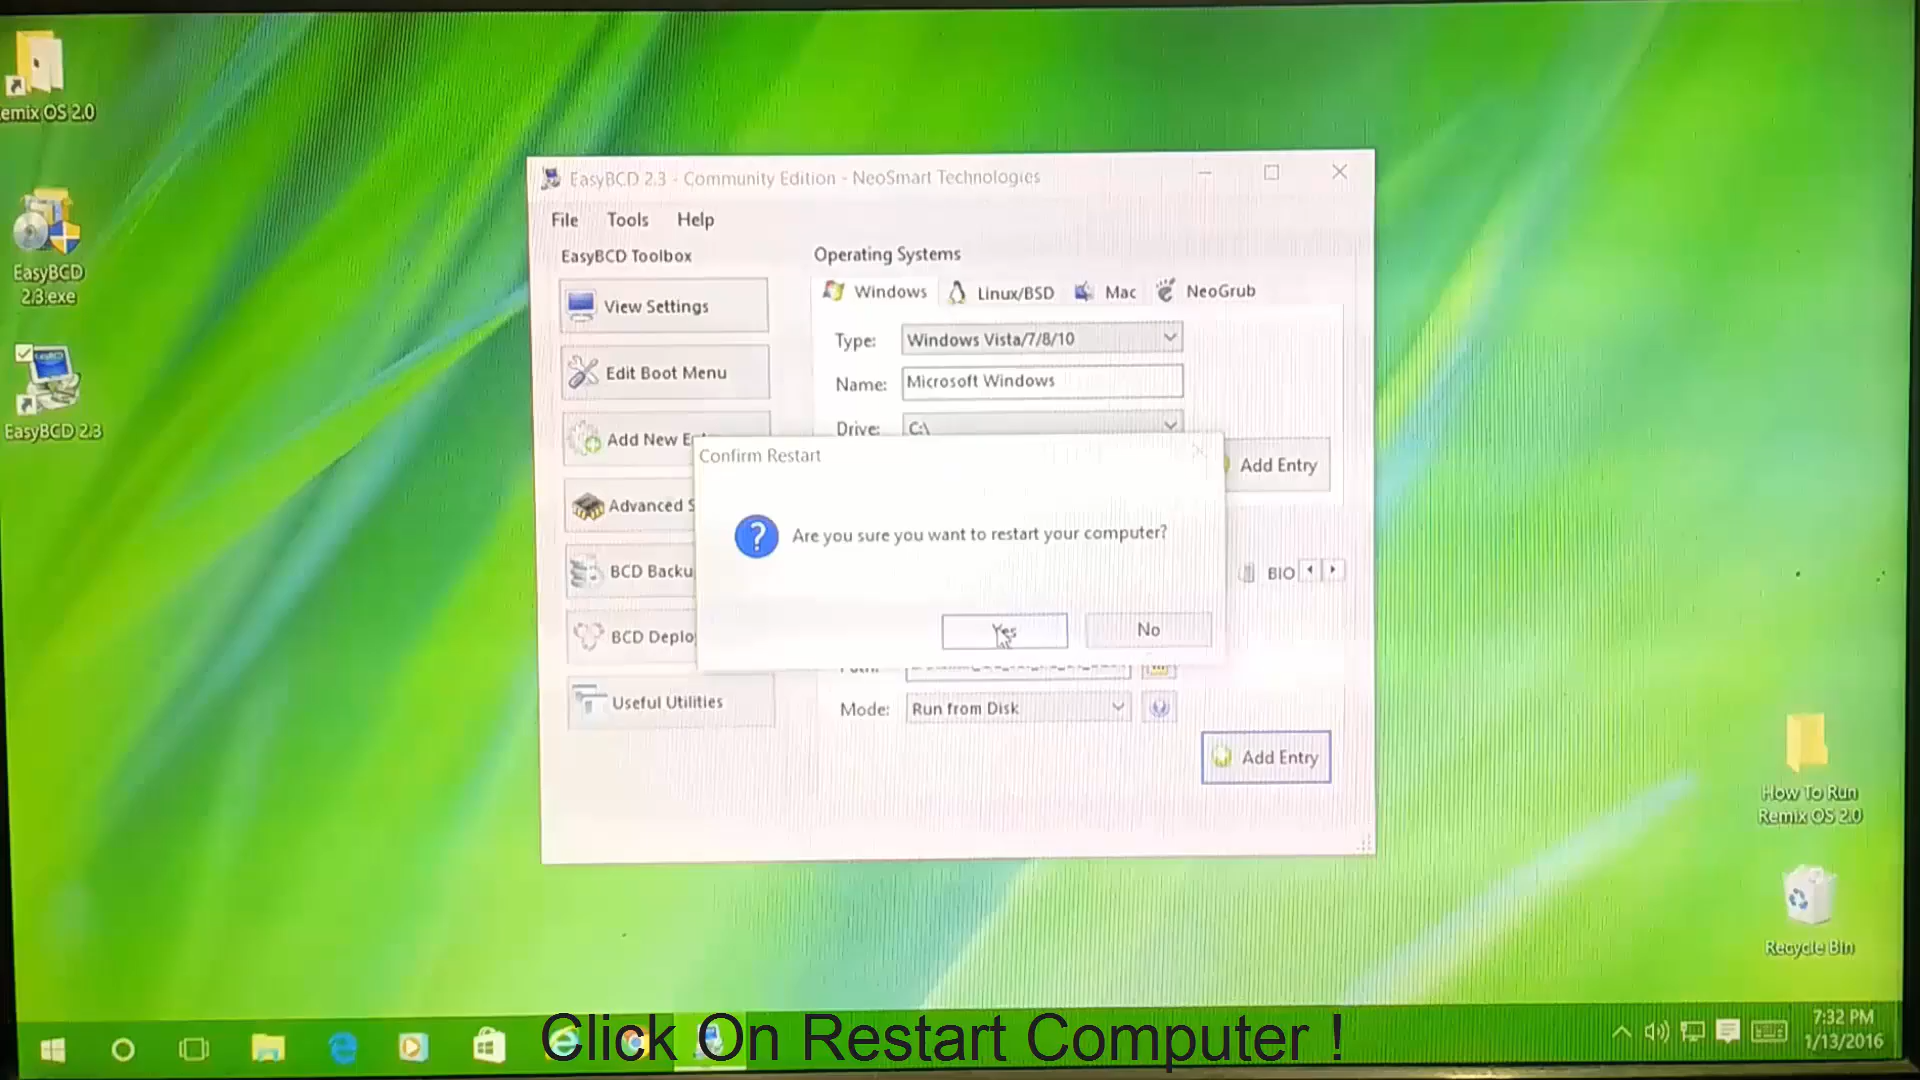 emix OS 2.0
EasyBCD
2.3.exe
EasyBCD 2.3
EasyBCD 2.3 - Community Edition - NeoSmart Technologies
File Tools Help
EasyBCD Toolbox
View Settings
Edit Boot Menu
Add New E
Advanced S
BCD Backu
BCD Deplo
Useful Utilities
Operating Systems
Windows Linux/BSD Mac NeoGrub
Type: Windows Vista/7/8/10
Name: Microsoft Windows
Drive: C:\
Add Entry
Confirm Restart
Are you sure you want to restart your computer?
Yes No
BIO
Mode: Run from Disk
Add Entry
How To Run
Remix OS 2.0
Recycle Bin
7:32 PM
1/13/2016
Click On Restart Computer !